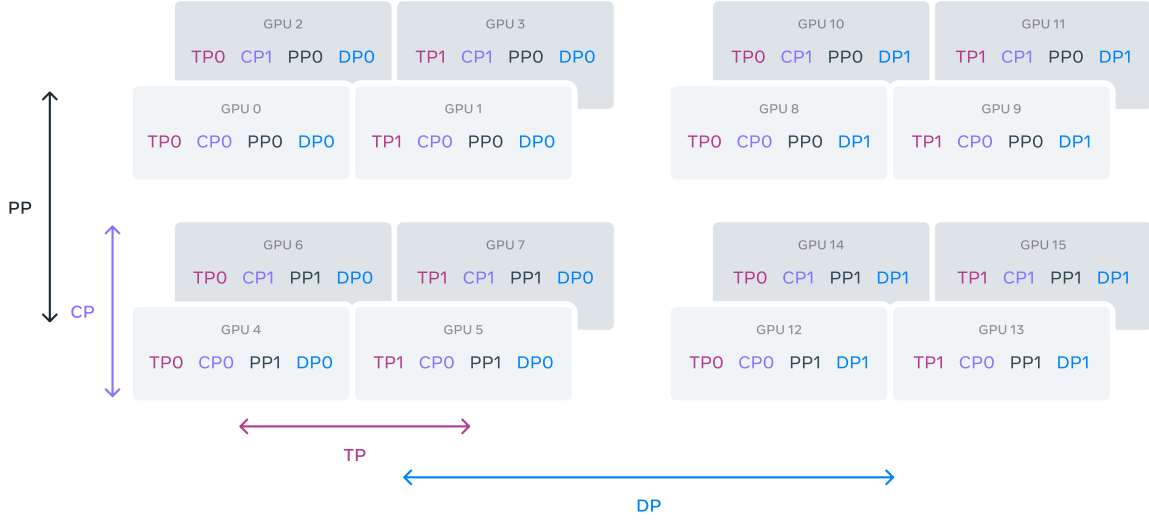 GPU 2 GPU 3 GPU 10 GPU 11
TP0 CP1 PP0 DP0 TP1 CP1 PP0 DP0 TP0 CP1 PP0 DP1 TP1 CP1 PP0 DP1
GPU 0 GPU 1 GPU 8 GPU 9
TP0 CP0 PP0 DP0 TP1 CP0 PP0 DP0 TP0 CP0 PP0 DP1 TP1 CP0 PP0 DP1
PP
GPU 6 GPU 7 GPU 14 GPU 15
TP0 CP1 PP1 DP0 TP1 CP1 PP1 DP0 TP0 CP1 PP1 DP1 TP1 CP1 PP1 DP1
CP
GPU 4 GPU 5 GPU 12 GPU 13
TP0 CP0 PP1 DP0 TP1 CP0 PP1 DP0 TP0 CP0 PP1 DP1 TP1 CP0 PP1 DP1
TP
DP